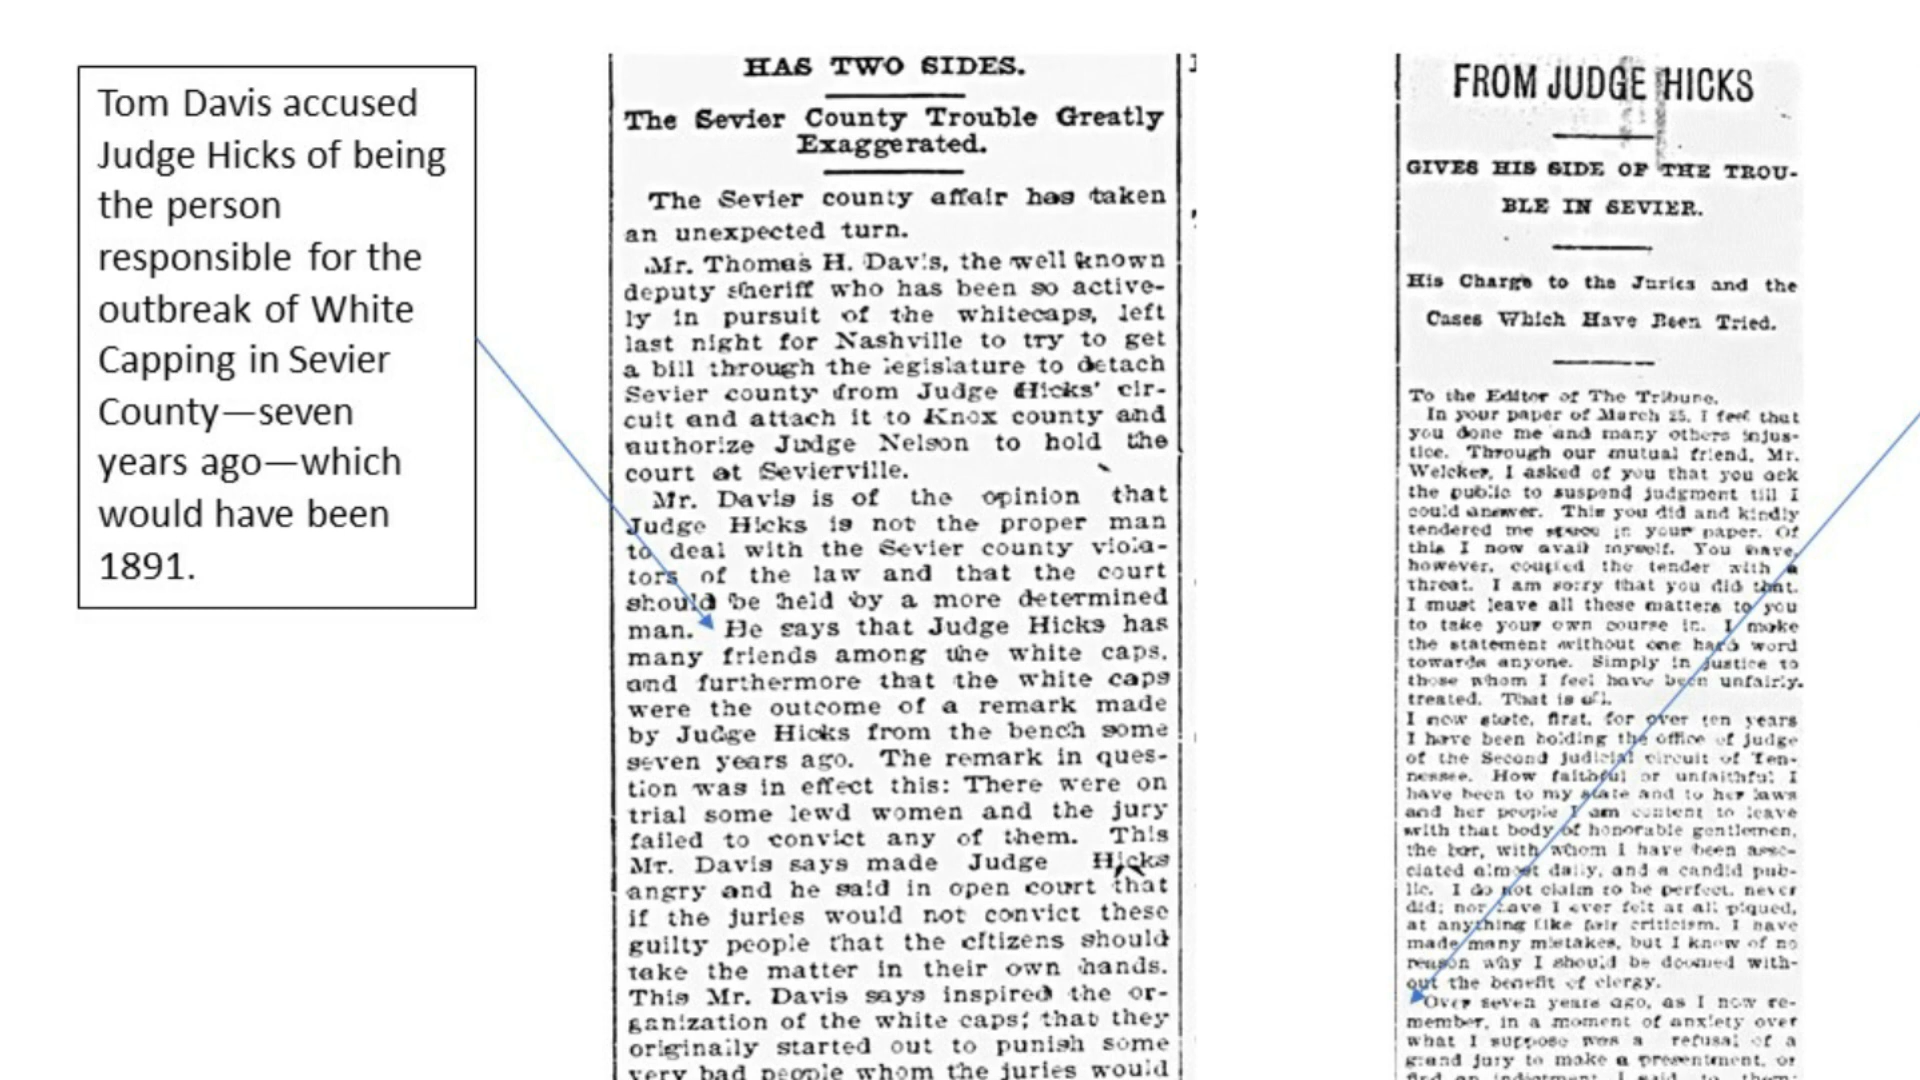 Tom Davis accused
Judge Hicks of being
the person
responsible for the
outbreak of White
Capping in Sevier
County—seven
years ago—which
would have been
1891.
HAS TWO SIDES.
The Sevier County Trouble Greatly
Exaggerated.
The Sevier county affair has taken
an unexpected turn.
Mr. Thomas H. Davis, the well known
deputy sheriff who has been so active-
ly in pursuit of the whitecaps, left
last night for Nashville to try to get
a bill through the legislature to detach
Sevier county from Judge Hicks' cir-
cuit and attach it to Knox county and
authorize Judge Nelson to hold the
court at Sevierville.
Mr. Davis is of the opinion that
Judge Hicks is not the proper man
to deal with the Sevier county viola-
tors of the law and that the court
should be held by a more determined
man. He says that Judge Hicks has
many friends among the white caps,
and furthermore that the white caps
were the outcome of a remark made
by Judge Hicks from the bench some
seven years ago. The remark in ques-
tion was in effect this: There were on
trial some lewd women and the jury
failed to convict any of them. This
Mr. Davis says made Judge Hicks
angry and he said in open court that
if the juries would not convict these
guilty people that the citizens should
take the matter in their own hands.
This Mr. Davis says inspired the or-
ganization of the white caps; that they
originally started out to punish some
very bad people whom the juries would
FROM JUDGE HICKS
GIVES HIS SIDE OF THE TROU-
BLE IN SEVIER.
His Charge to the Juries and the
Cases Which Have Been Tried.
To the Editor of The Tribune.
In your paper of March 25, I feel that
you done me and many others injus-
tice. Through our mutual friend, Mr.
Welcker, I asked of you that you ask
the public to suspend judgment till I
could answer. This you did and kindly
tendered me space in your paper. Of
this I now avail myself. You have,
however, coupled the tender with a
threat. I am sorry that you did that.
I must leave all these matters to you
to take your own course in. I make
the statement without one hard word
towards anyone. Simply in justice to
those whom I feel have been unfairly
treated. That is all.
I now state, first, for over ten years
I have been holding the office of judge
of the Second judicial circuit of Ten-
nessee. How faithful or unfaithful I
have been to my state and to her laws
and her people I am content to leave
with that body of honorable gentlemen,
the bar, with whom I have been asso-
ciated almost daily, and a candid pub-
lic. I do not claim to be perfect, never
did; nor have I ever felt at all piqued,
at anything like fair criticism. I have
made many mistakes, but I know of no
reason why I should be doomed with-
out the benefit of clergy.
Over seven years ago, as I now re-
member, in a moment of anxiety over
what I suppose was a refusal of a
grand jury to make a presentment, or
find an indictment I said to them: